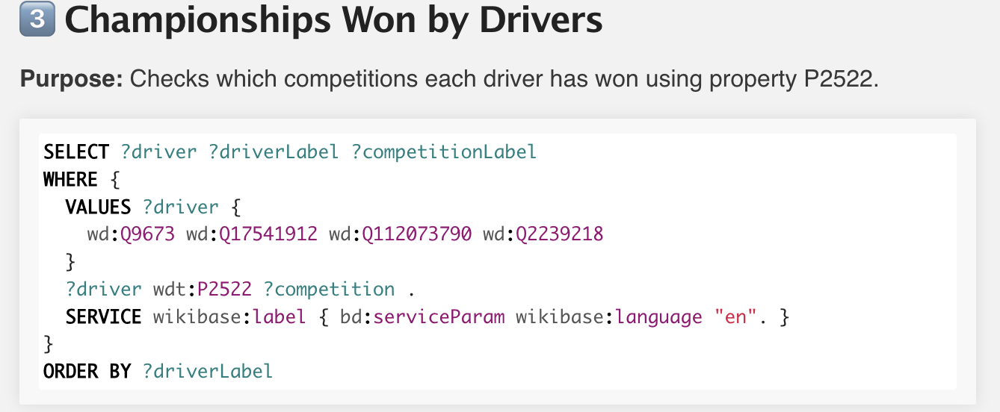 3 Championships Won by Drivers
Purpose: Checks which competitions each driver has won using property P2522.
SELECT ?driver ?driverLabel ?competitionLabel
WHERE {
  VALUES ?driver {
    wd:Q9673 wd:Q17541912 wd:Q112073790 wd:Q2239218
  }
  ?driver wdt:P2522 ?competition .
  SERVICE wikibase:label { bd:serviceParam wikibase:language "en". }
}
ORDER BY ?driverLabel